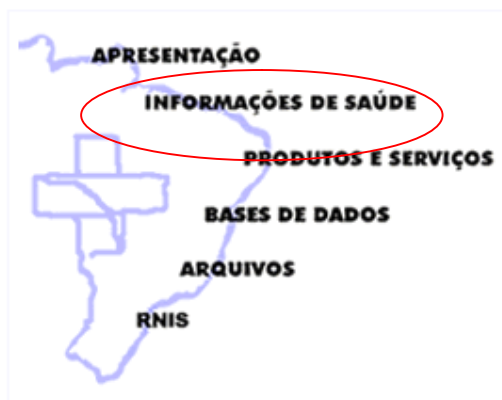 APRESENTAÇÃO
INFORMAÇÕES DE SAÚDE
PRODUTOS E SERVIÇOS
BASES DE DADOS
ARQUIVOS
RNIS